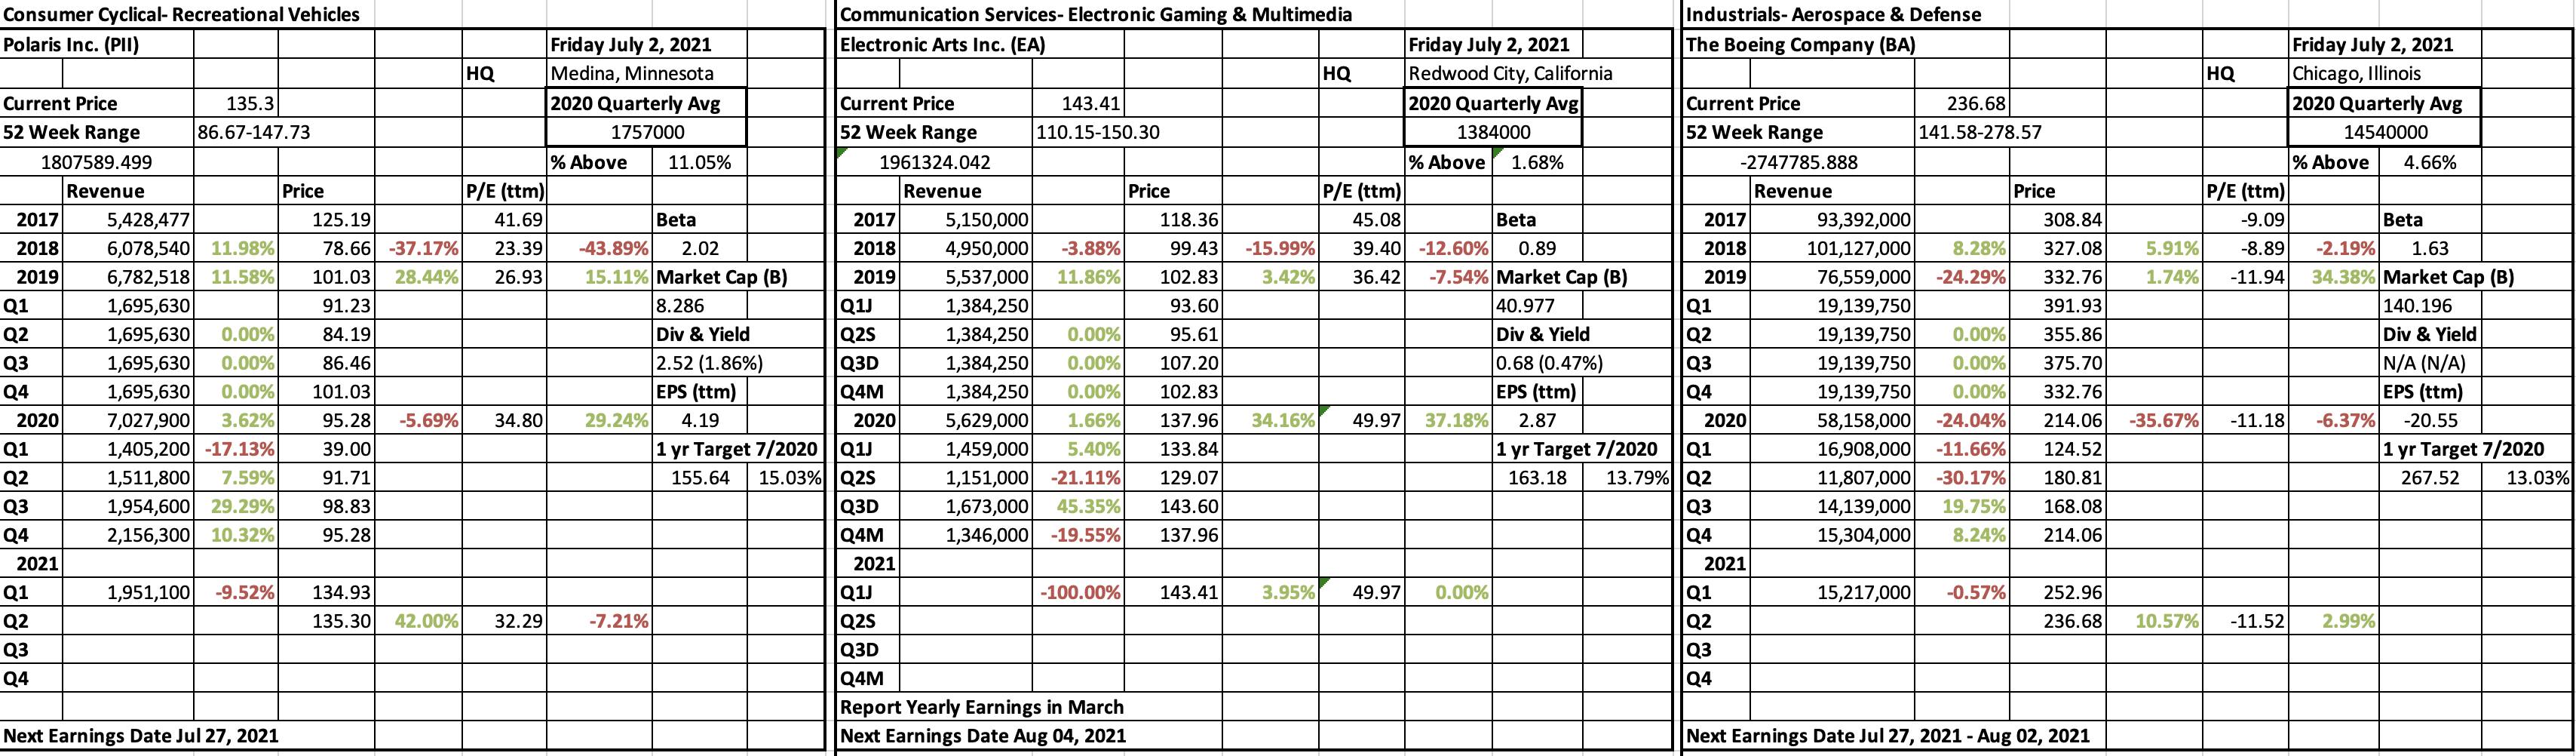 Consumer Cyclical- Recreational Vehicles
Polaris Inc. (PII) Friday July 2, 2021
HQ Medina, Minnesota
Current Price 135.3 2020 Quarterly Avg
52 Week Range 86.67-147.73 1757000
1807589.499 % Above 11.05%
Revenue Price P/E (ttm)
2017 5,428,477 125.19 41.69 Beta
2018 6,078,540 11.98% 78.66 -37.17% 23.39 -43.89% 2.02
2019 6,782,518 11.58% 101.03 28.44% 26.93 15.11% Market Cap (B)
Q1 1,695,630 91.23 8.286
Q2 1,695,630 0.00% 84.19 Div & Yield
Q3 1,695,630 0.00% 86.46 2.52 (1.86%)
Q4 1,695,630 0.00% 101.03 EPS (ttm)
2020 7,027,900 3.62% 95.28 -5.69% 34.80 29.24% 4.19
Q1 1,405,200 -17.13% 39.00 1 yr Target 7/2020
Q2 1,511,800 7.59% 91.71 155.64 15.03%
Q3 1,954,600 29.29% 98.83
Q4 2,156,300 10.32% 95.28
2021
Q1 1,951,100 -9.52% 134.93
Q2 135.30 42.00% 32.29 -7.21%
Q3
Q4
Next Earnings Date Jul 27, 2021
Communication Services- Electronic Gaming & Multimedia
Electronic Arts Inc. (EA) Friday July 2, 2021
HQ Redwood City, California
Current Price 143.41 2020 Quarterly Avg
52 Week Range 110.15-150.30 1384000
1961324.042 % Above 1.68%
Revenue Price P/E (ttm)
2017 5,150,000 118.36 45.08 Beta
2018 4,950,000 -3.88% 99.43 -15.99% 39.40 -12.60% 0.89
2019 5,537,000 11.86% 102.83 3.42% 36.42 -7.54% Market Cap (B)
Q1J 1,384,250 93.60 40.977
Q2S 1,384,250 0.00% 95.61 Div & Yield
Q3D 1,384,250 0.00% 107.20 0.68 (0.47%)
Q4M 1,384,250 0.00% 102.83 EPS (ttm)
2020 5,629,000 1.66% 137.96 34.16% 49.97 37.18% 2.87
Q1J 1,459,000 5.40% 133.84 1 yr Target 7/2020
Q2S 1,151,000 -21.11% 129.07 163.18 13.79%
Q3D 1,673,000 45.35% 143.60
Q4M 1,346,000 -19.55% 137.96
2021
Q1J -100.00% 143.41 3.95% 49.97 0.00%
Q2S
Q3D
Q4M
Report Yearly Earnings in March
Next Earnings Date Aug 04, 2021
Industrials- Aerospace & Defense
The Boeing Company (BA) Friday July 2, 2021
HQ Chicago, Illinois
Current Price 236.68 2020 Quarterly Avg
52 Week Range 141.58-278.57 14540000
-2747785.888 % Above 4.66%
Revenue Price P/E (ttm)
2017 93,392,000 308.84 -9.09 Beta
2018 101,127,000 8.28% 327.08 5.91% -8.89 -2.19% 1.63
2019 76,559,000 -24.29% 332.76 1.74% -11.94 34.38% Market Cap (B)
Q1 19,139,750 391.93 140.196
Q2 19,139,750 0.00% 355.86 Div & Yield
Q3 19,139,750 0.00% 375.70 N/A (N/A)
Q4 19,139,750 0.00% 332.76 EPS (ttm)
2020 58,158,000 -24.04% 214.06 -35.67% -11.18 -6.37% -20.55
Q1 16,908,000 -11.66% 124.52 1 yr Target 7/2020
Q2 11,807,000 -30.17% 180.81 267.52 13.03%
Q3 14,139,000 19.75% 168.08
Q4 15,304,000 8.24% 214.06
2021
Q1 15,217,000 -0.57% 252.96
Q2 236.68 10.57% -11.52 2.99%
Q3
Q4
Next Earnings Date Jul 27, 2021 - Aug 02, 2021